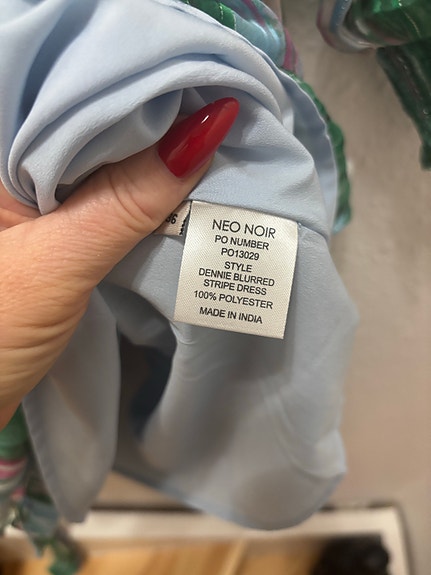 NEO NOIR
PO NUMBER
PO13029
STYLE
DENNIE BLURRED
STRIPE DRESS
100% POLYESTER
MADE IN INDIA